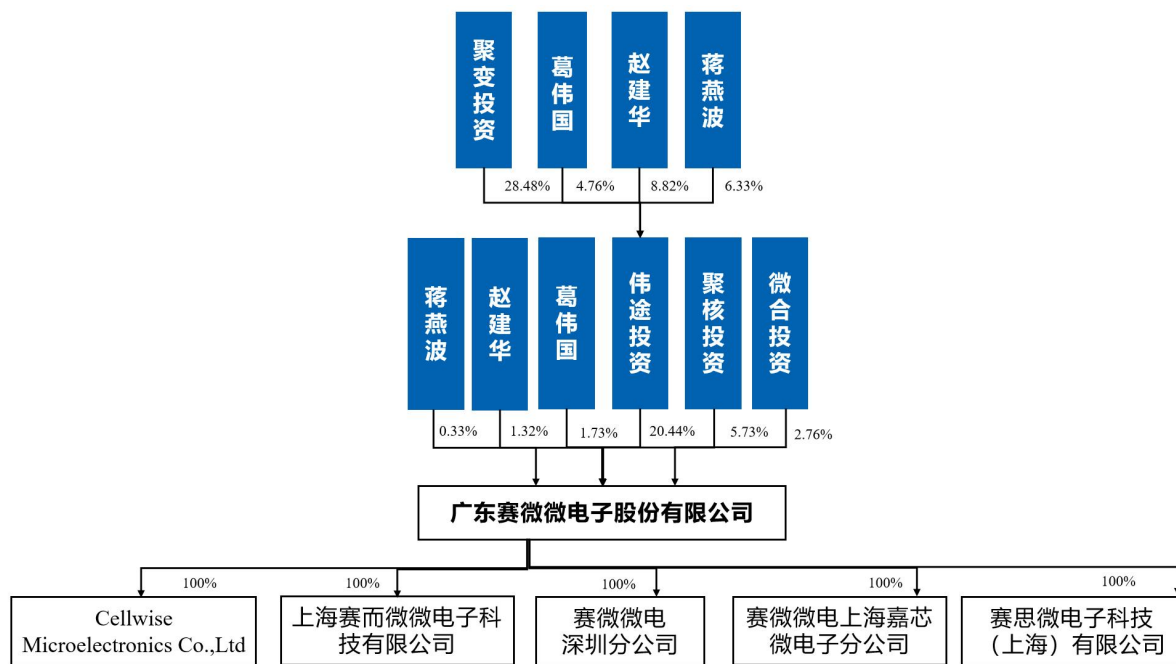 聚变投资
葛伟国
赵建华
蒋燕波
28.48%
4.76%
8.82%
6.33%
蒋燕波
赵建华
葛伟国
伟途投资
聚核投资
微合投资
0.33%
1.32%
1.73%
20.44%
5.73%
2.76%
广东赛微微电子股份有限公司
100%
100%
100%
100%
100%
Cellwise
Microelectronics Co.,Ltd
上海赛而微微电子科
技有限公司
赛微微电
深圳分公司
赛微微电上海嘉芯
微电子分公司
赛思微电子科技
（上海）有限公司